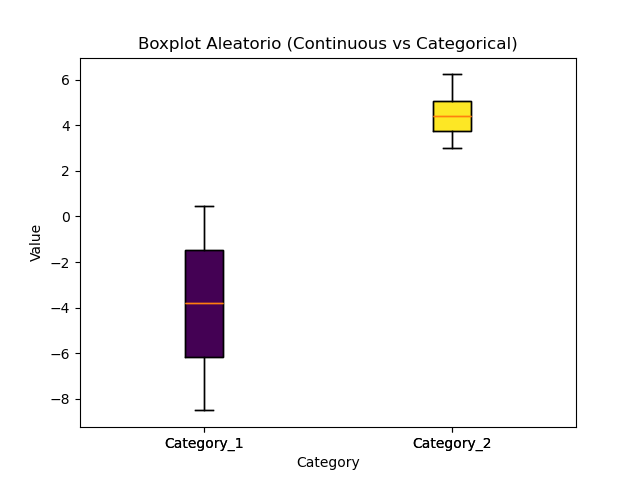 Boxplot Aleatorio (Continuous vs Categorical)
6
4
2
0
−2
−4
−6
−8
Value
Category_1
Category_2
Category